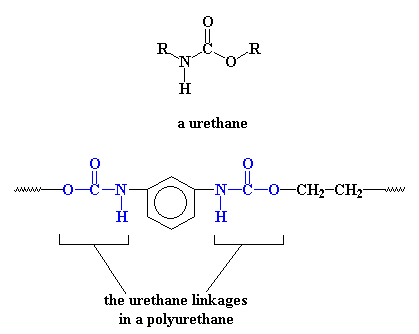 O
R N C O R
H
a urethane
O O
O C N N C O CH₂ CH₂
H H
the urethane linkages
in a polyurethane